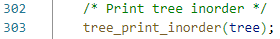 302 /* Print tree inorder */
303 tree_print_inorder(tree);